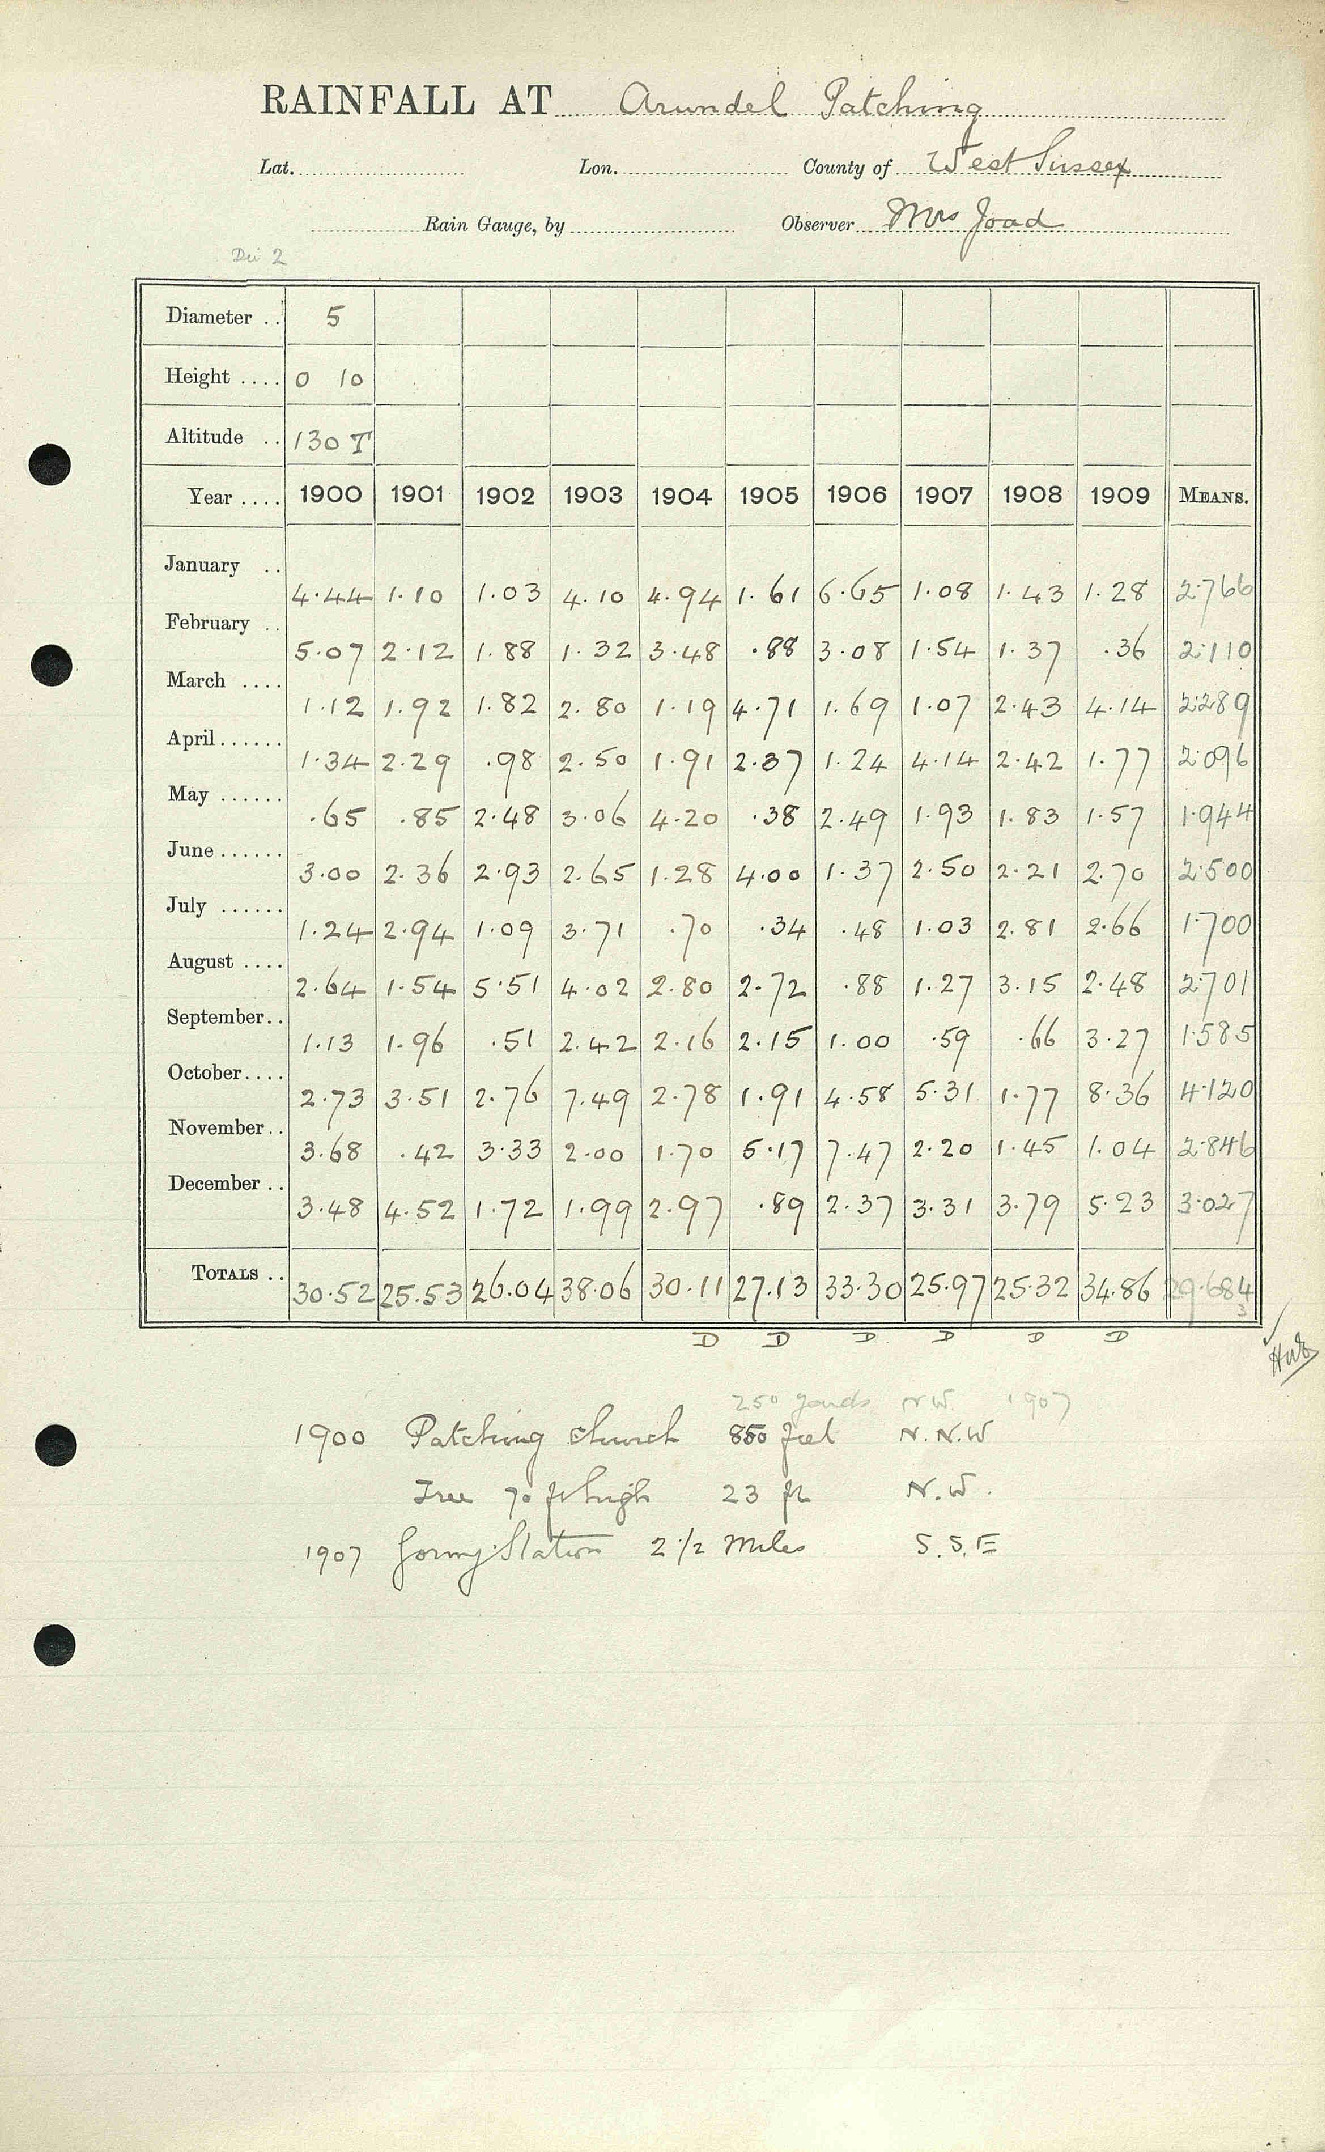 RAINFALL AT Arundel Patching
Lat. Lon. County of West Sussex
Rain Gauge, by Observer Mrs Joad
Div 2
Diameter .. 5
Height .... 0 10
Altitude .. 130 T
Year .... 1900 1901 1902 1903 1904 1905 1906 1907 1908 1909 MEANS.
January .. 4.44 1.10 1.03 4.10 4.94 1.61 6.65 1.08 1.43 1.28 2.766
February .. 5.07 2.12 1.88 1.32 3.48 .88 3.08 1.54 1.37 .36 2.110
March .... 1.12 1.92 1.82 2.80 1.19 4.71 1.69 1.07 2.43 4.14 2.289
April...... 1.34 2.29 .98 2.50 1.91 2.37 1.24 4.14 2.42 1.77 2.096
May ...... .65 .85 2.48 3.06 4.20 .38 2.49 1.93 1.83 1.57 1.944
June...... 3.00 2.36 2.93 2.65 1.28 4.00 1.37 2.50 2.21 2.70 2.500
July ...... 1.24 2.94 1.09 3.71 .70 .34 .48 1.03 2.81 2.66 1.700
August .... 2.64 1.54 5.51 4.02 2.80 2.72 .88 1.27 3.15 2.48 2.701
September.. 1.13 1.96 .51 2.42 2.16 2.15 1.00 .59 .66 3.27 1.585
October.... 2.73 3.51 2.76 7.49 2.78 1.91 4.58 5.31 1.77 8.36 4.120
November.. 3.68 .42 3.33 2.00 1.70 5.17 7.47 2.20 1.45 1.04 2.846
December .. 3.48 4.52 1.72 1.99 2.97 .89 2.37 3.31 3.79 5.23 3.027
TOTALS .. 30.52 25.53 26.04 38.06 30.11 27.13 33.30 25.97 25.32 34.86 29.684
3
D D D D D D
250 yards NW. 1907
1900 Patching Church 850 feet N.N.W
Tree 70 ft high 23 ft N.W.
1907 Goring Station 2 1/2 Miles S.S.E